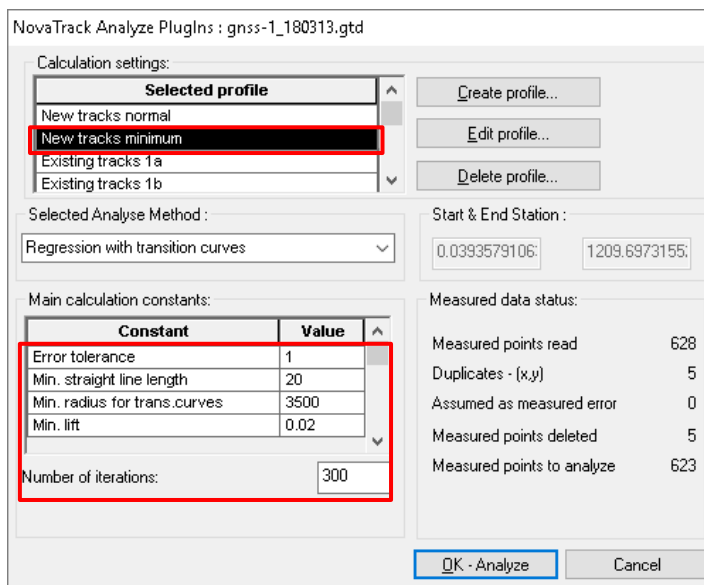 NovaTrack Analyze PlugIns : gnss-1_180313.gtd
Calculation settings:
Selected profile
New tracks normal
New tracks minimum
Existing tracks 1a
Existing tracks 1b
Create profile...
Edit profile...
Delete profile...
Selected Analyse Method :
Regression with transition curves
Start & End Station :
0.0393579106: 1209.6973155:
Main calculation constants:
Constant Value
Error tolerance 1
Min. straight line length 20
Min. radius for trans.curves 3500
Min. lift 0.02
Number of iterations: 300
Measured data status:
Measured points read 628
Duplicates - (x,y) 5
Assumed as measured error 0
Measured points deleted 5
Measured points to analyze 623
OK - Analyze Cancel